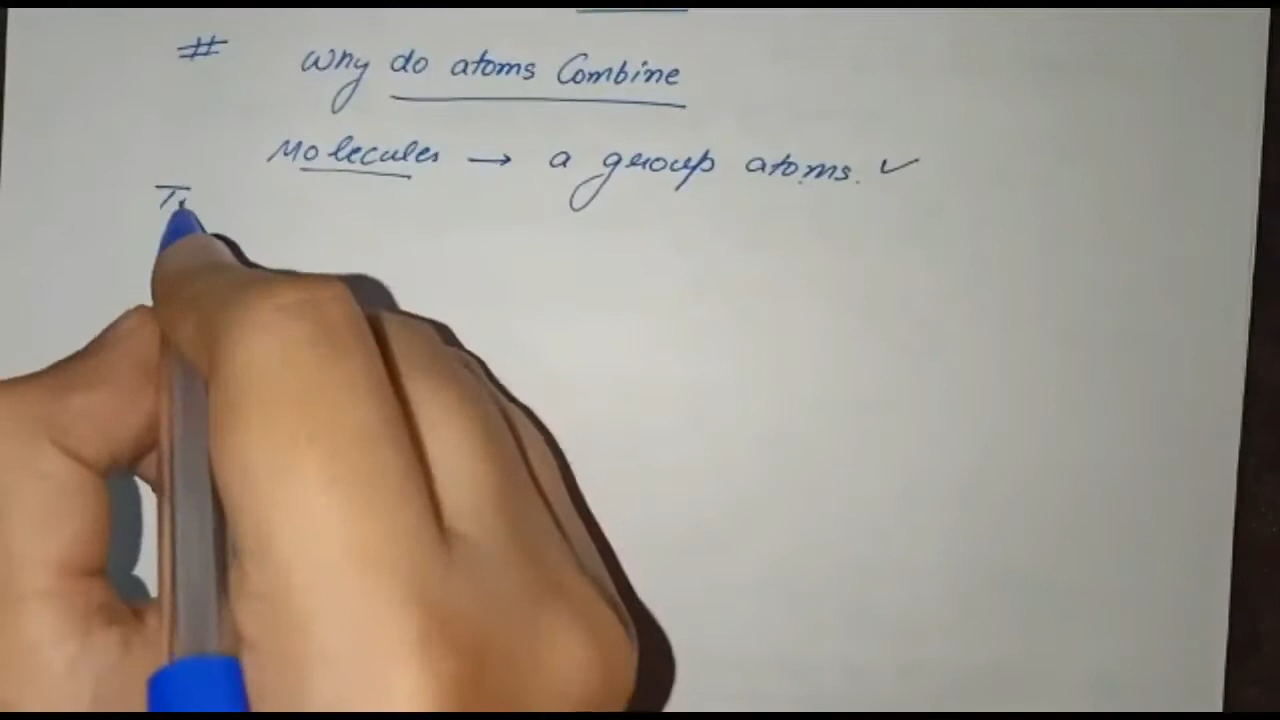 # Why do atoms Combine
Molecules → a group atoms. ✓